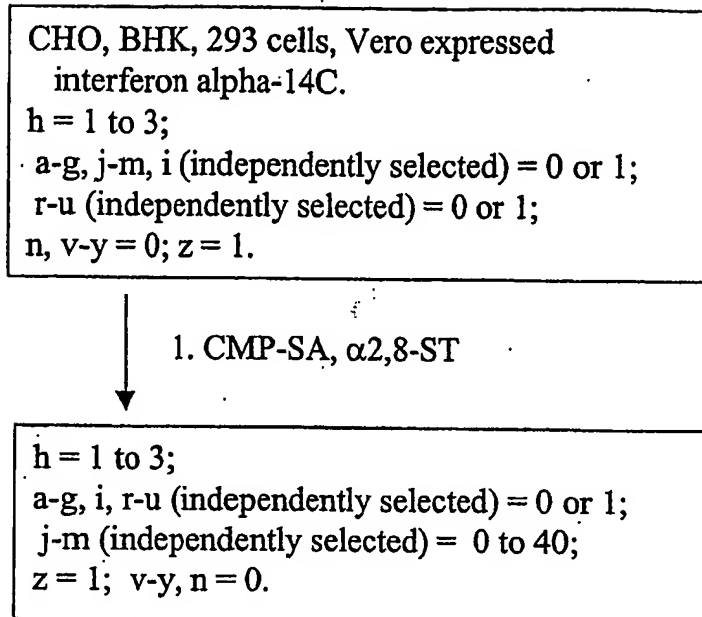 CHO, BHK, 293 cells, Vero expressed
interferon alpha-14C.
h = 1 to 3;
a-g, j-m, i (independently selected) = 0 or 1;
r-u (independently selected) = 0 or 1;
n, v-y = 0; z = 1.
1. CMP-SA, α2,8-ST
h = 1 to 3;
a-g, i, r-u (independently selected) = 0 or 1;
j-m (independently selected) = 0 to 40;
z = 1; v-y, n = 0.